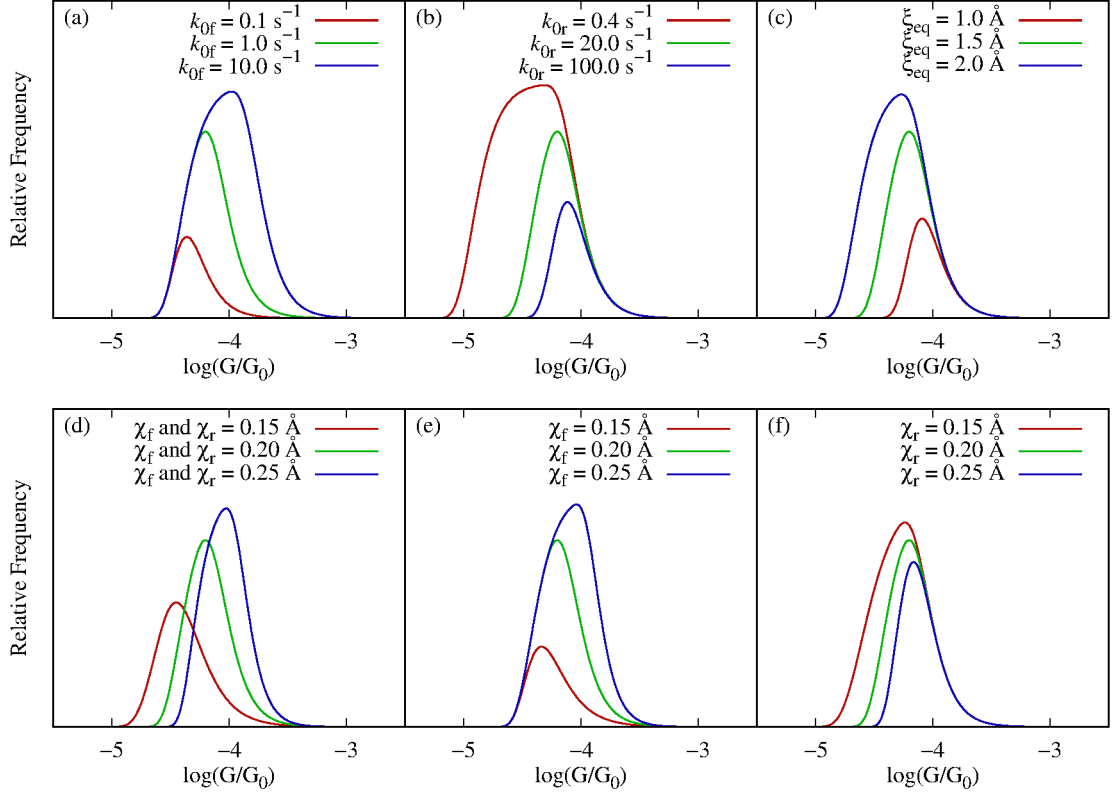 (a)
k0f = 0.1 s⁻¹
k0f = 1.0 s⁻¹
k0f = 10.0 s⁻¹
(b)
k0r = 0.4 s⁻¹
k0r = 20.0 s⁻¹
k0r = 100.0 s⁻¹
(c)
ξeq = 1.0 Å
ξeq = 1.5 Å
ξeq = 2.0 Å
Relative Frequency
−5 −4 −3
−5 −4 −3
−5 −4 −3
log(G/G₀)
log(G/G₀)
log(G/G₀)
(d)
χf and χr = 0.15 Å
χf and χr = 0.20 Å
χf and χr = 0.25 Å
(e)
χf = 0.15 Å
χf = 0.20 Å
χf = 0.25 Å
(f)
χr = 0.15 Å
χr = 0.20 Å
χr = 0.25 Å
Relative Frequency
−5 −4 −3
−5 −4 −3
−5 −4 −3
log(G/G₀)
log(G/G₀)
log(G/G₀)